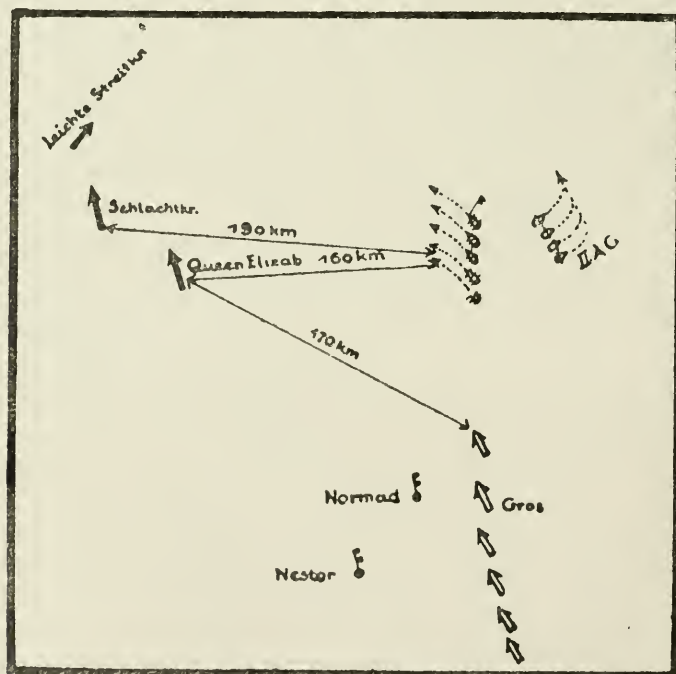 Leichte Streitkr.
Schlachtkr.
190 km
Queen Elizab
160 km
170 km
II AG
Normad
Gros
Nestor